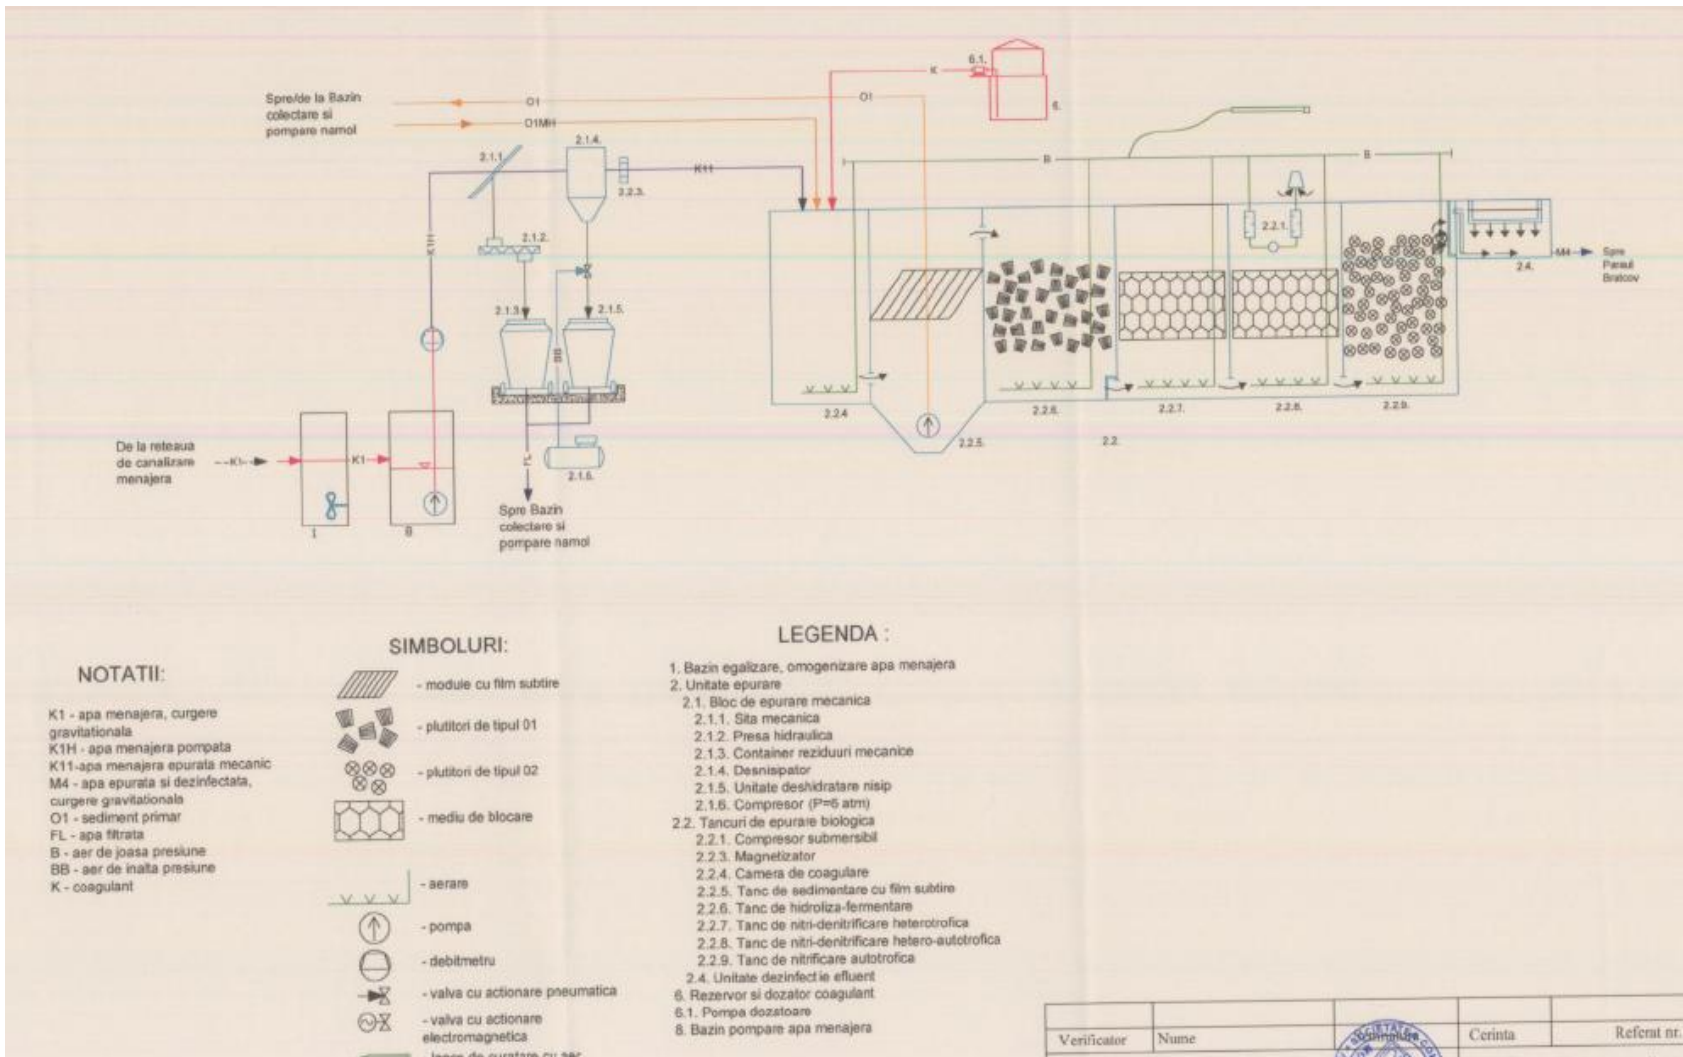 Spre/de la Bazin
colectare si
pompare namol
O1
O1MH
O1
K
6.1.
6.
2.1.1.
2.1.4.
2.2.3.
K11
K1H
2.1.2.
2.1.3.
2.1.5.
BB
FL
2.1.6.
B
B
2.2.1.
2.4.
M4
Spre
Paraul
Bratcov
2.2.4
2.2.5.
2.2.6.
2.2.
2.2.7.
2.2.8.
2.2.9.
De la reteaua
de canalizare
menajera
K1
K1
1
8
Spre Bazin
colectare si
pompare namol
NOTATII:
K1 - apa menajera, curgere
gravitationala
K1H - apa menajera pompata
K11-apa menajera epurata mecanic
M4 - apa epurata si dezinfectata,
curgere gravitationala
O1 - sediment primar
FL - apa filtrata
B - aer de joasa presiune
BB - aer de inalta presiune
K - coagulant
SIMBOLURI:
- module cu film subtire
- plutitori de tipul 01
- plutitori de tipul 02
- mediu de blocare
- aerare
- pompa
- debitmetru
- valva cu actionare pneumatica
- valva cu actionare
electromagnetica
- lance de curatare cu aer
LEGENDA :
1. Bazin egalizare, omogenizare apa menajera
2. Unitate epurare
2.1. Bloc de epurare mecanica
2.1.1. Sita mecanica
2.1.2. Presa hidraulica
2.1.3. Container reziduuri mecanice
2.1.4. Desnisipator
2.1.5. Unitate deshidratare nisip
2.1.6. Compresor (P=6 atm)
2.2. Tancuri de epurare biologica
2.2.1. Compresor submersibil
2.2.3. Magnetizator
2.2.4. Camera de coagulare
2.2.5. Tanc de sedimentare cu film subtire
2.2.6. Tanc de hidroliza-fermentare
2.2.7. Tanc de nitri-denitrificare heterotrofica
2.2.8. Tanc de nitri-denitrificare hetero-autotrofica
2.2.9. Tanc de nitrificare autotrofica
2.4. Unitate dezinfectie efluent
6. Rezervor si dozator coagulant
6.1. Pompa dozatoare
8. Bazin pompare apa menajera
Verificator
Nume
Cerinta
Referat nr.